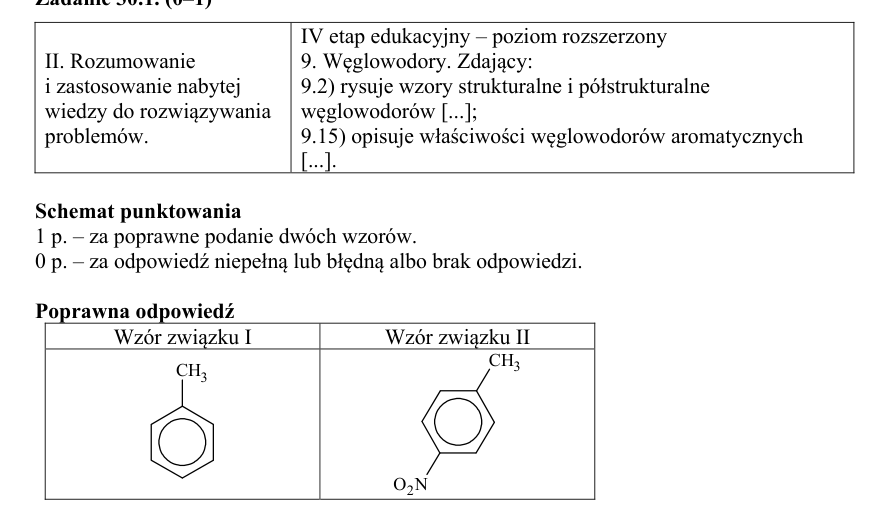 Zadanie 30.1. (0–1)
II. Rozumowanie
i zastosowanie nabytej
wiedzy do rozwiązywania
problemów.
IV etap edukacyjny – poziom rozszerzony
9. Węglowodory. Zdający:
9.2) rysuje wzory strukturalne i półstrukturalne
węglowodorów [...];
9.15) opisuje właściwości węglowodorów aromatycznych
[...].
Schemat punktowania
1 p. – za poprawne podanie dwóch wzorów.
0 p. – za odpowiedź niepełną lub błędną albo brak odpowiedzi.
Poprawna odpowiedź
Wzór związku I
Wzór związku II
CH3
CH3
O2N